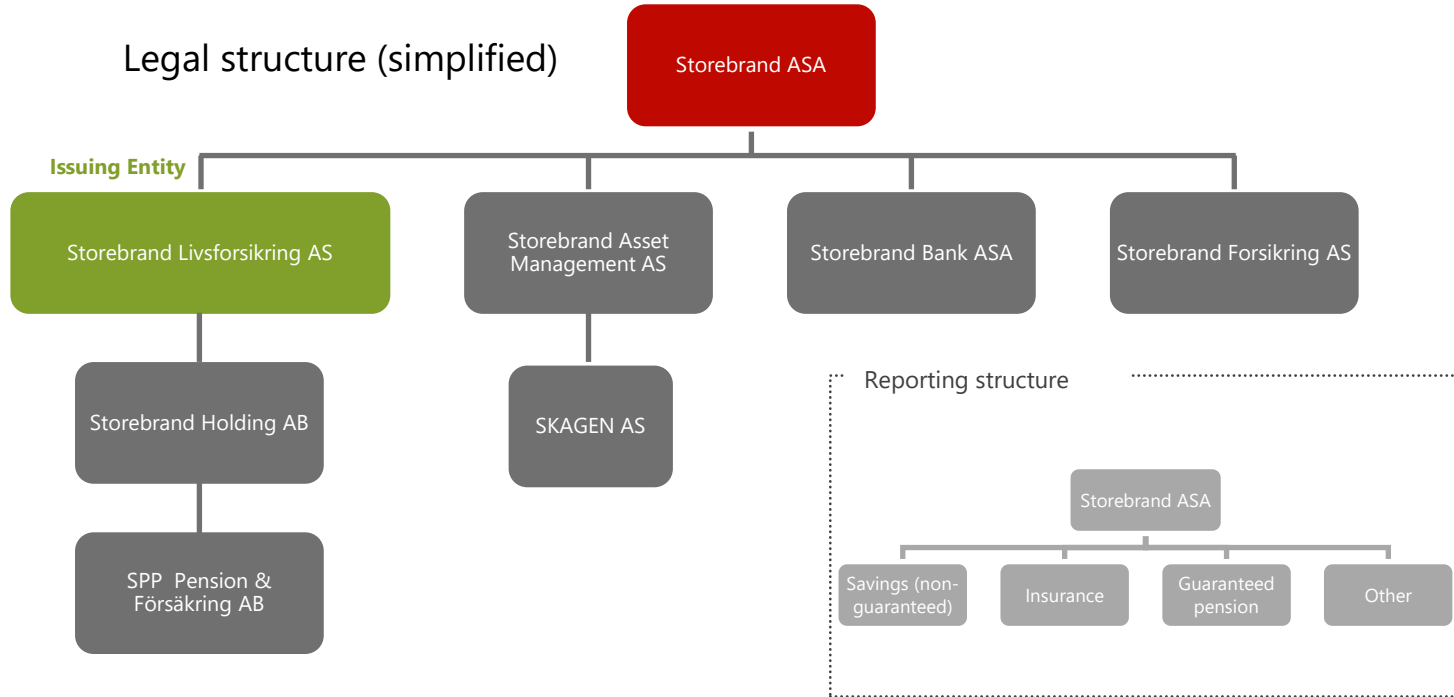 Legal structure (simplified)
Storebrand ASA
Issuing Entity
Storebrand Livsforsikring AS
Storebrand Asset
Management AS
Storebrand Bank ASA
Storebrand Forsikring AS
Storebrand Holding AB
SKAGEN AS
SPP Pension &
Försäkring AB
Reporting structure
Storebrand ASA
Savings (non-
guaranteed)
Insurance
Guaranteed
pension
Other